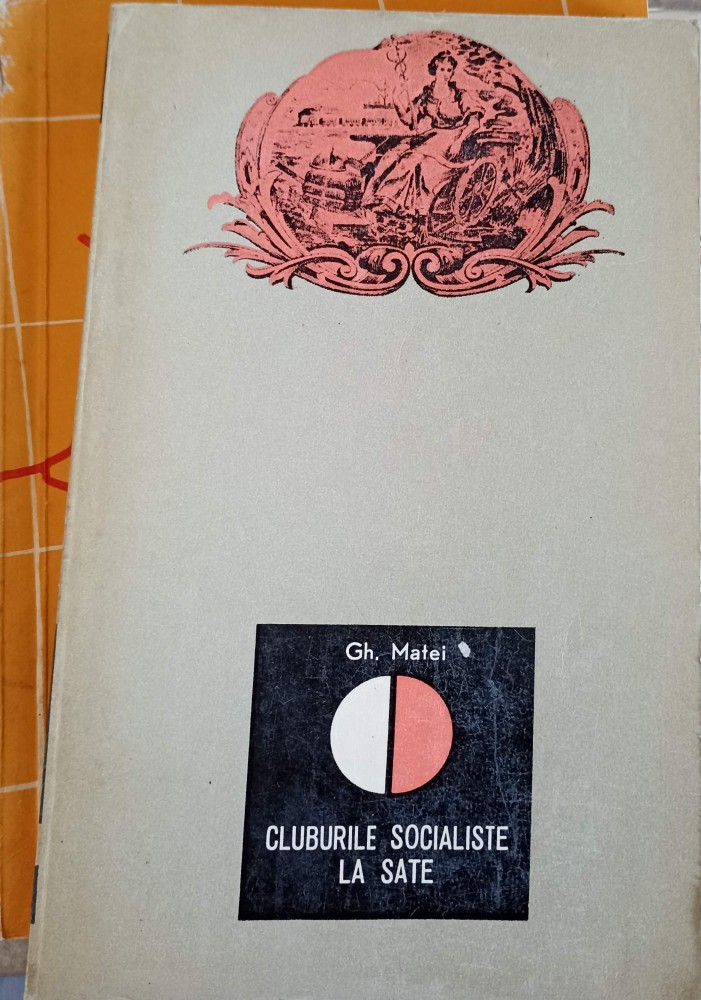 Gh. Matei
CLUBURILE SOCIALISTE
LA SATE